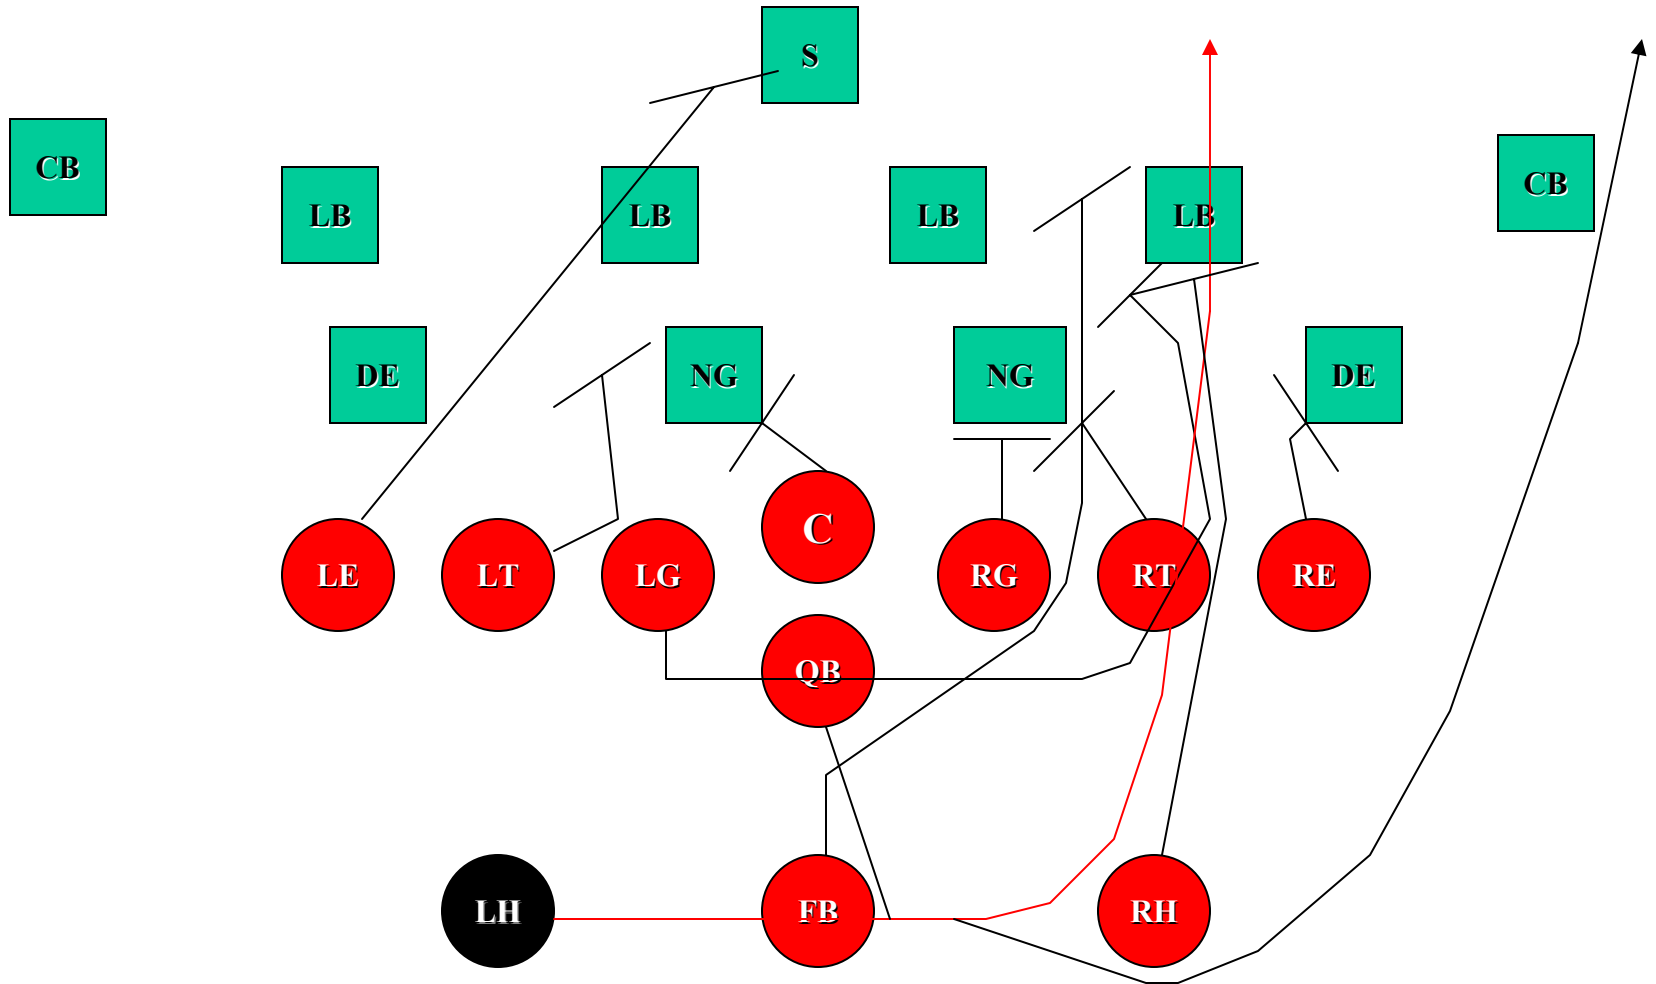 S
CB
CB
LB
LB
LB
LB
DE
NG
NG
DE
C
LE
LT
LG
RG
RT
RE
QB
LH
FB
RH